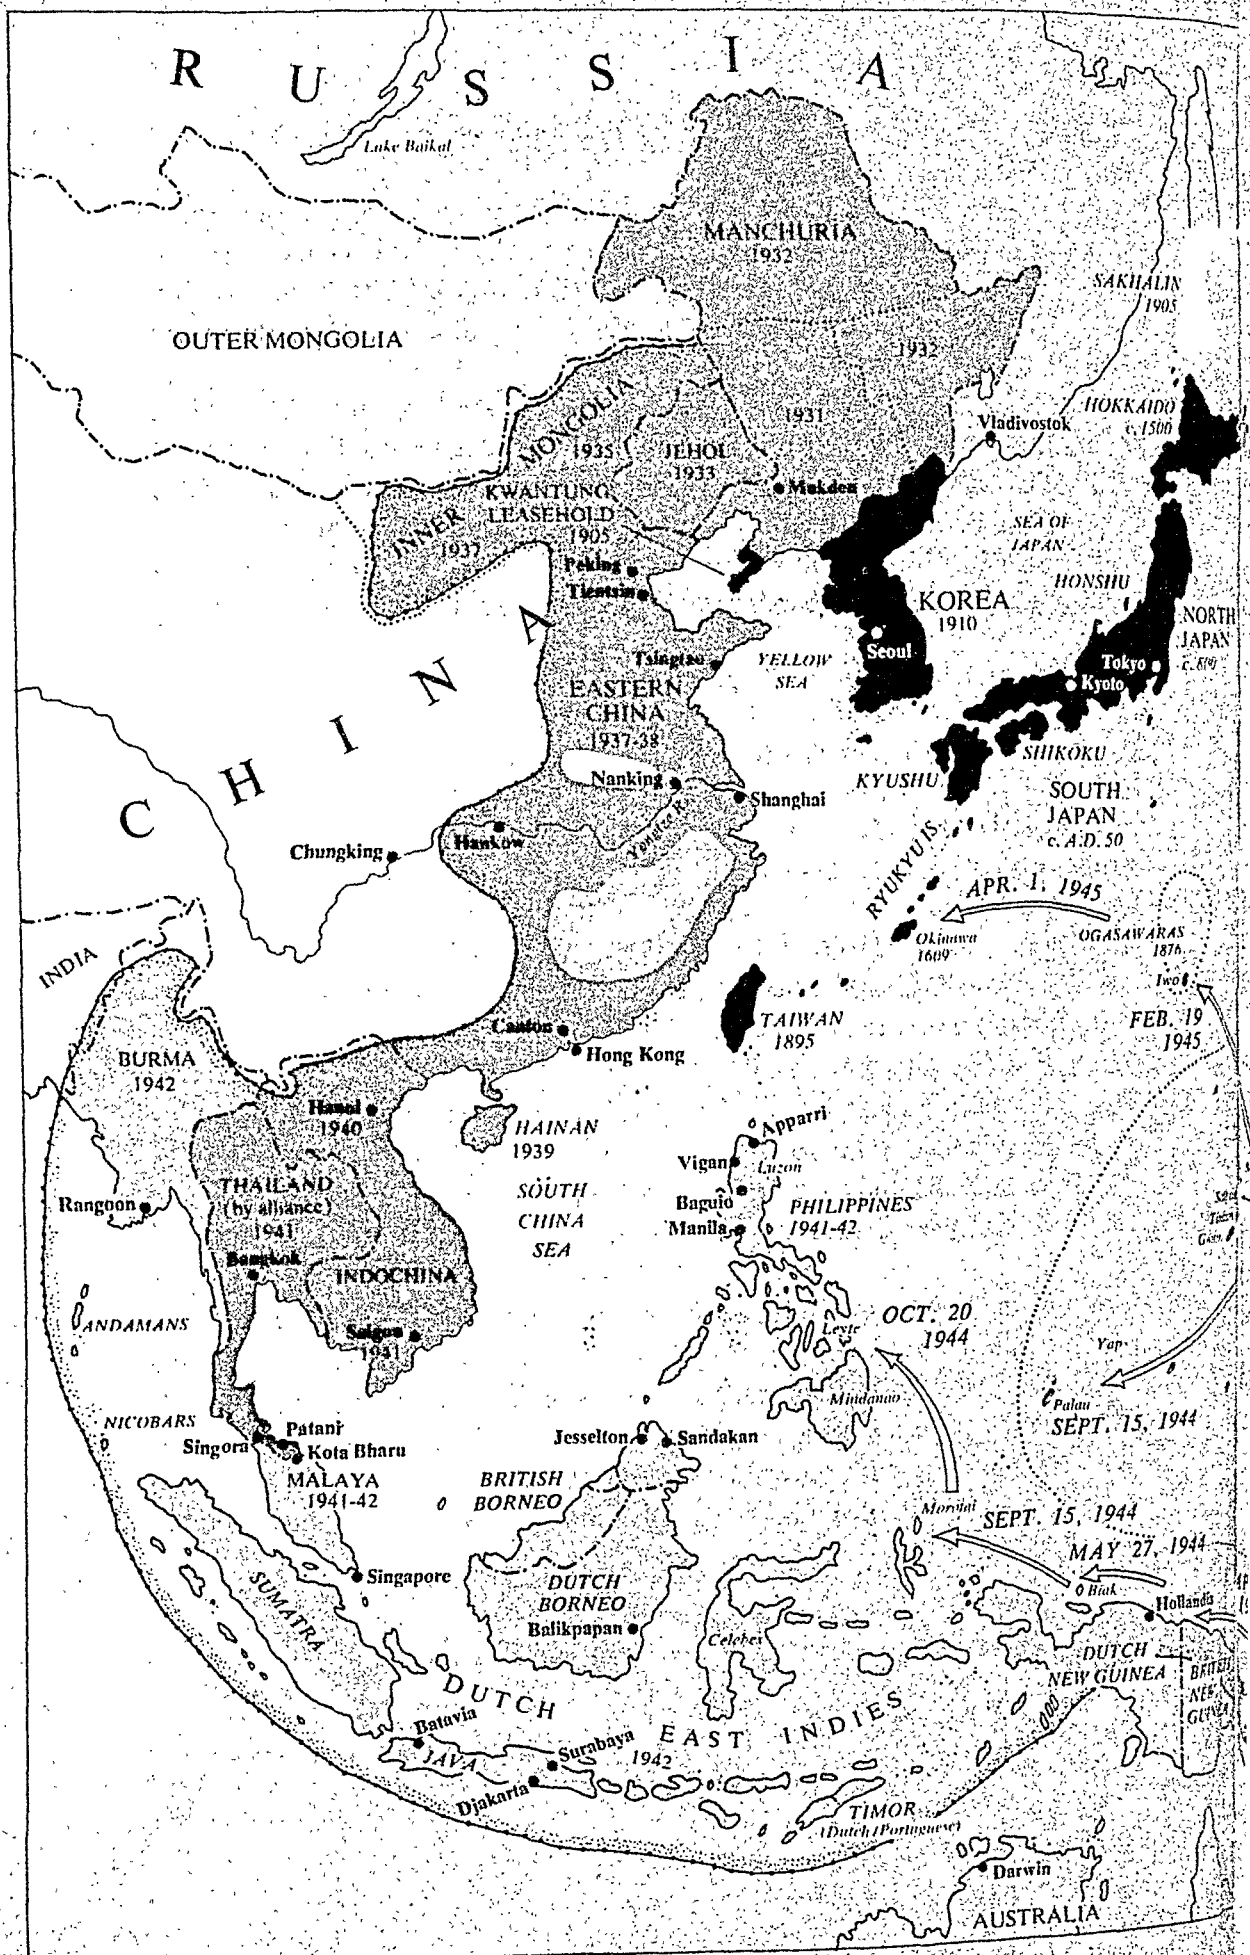 RUSSIA
Lake Baikal
MANCHURIA
1932
SAKHALIN
1905
OUTER MONGOLIA
1932
1931
HOKKAIDO
c. 1500
Vladivostok
INNER
MONGOLIA
1935
1937
JEHOL
1933
Mukden
KWANTUNG
LEASEHOLD
1905
SEA OF
JAPAN
Peking
Tientsin
HONSHU
KOREA
1910
NORTH
JAPAN
Seoul
Tokyo
Kyoto
CHINA
Tsingtao
YELLOW
SEA
EASTERN
CHINA
1937-38
KYUSHU
SHIKOKU
Nanking
Shanghai
SOUTH
JAPAN
c. A.D. 50
Yangtze R.
Hankow
Chungking
RYUKYU IS.
APR. 1, 1945
Okinawa
1609
OGASAWARAS
1876
Iwo
INDIA
FEB. 19
1945
TAIWAN
1895
Canton
Hong Kong
BURMA
1942
Hanoi
1940
HAINAN
1939
Apparri
Vigan
Luzon
Baguio
Manila
PHILIPPINES
1941-42
SOUTH
CHINA
SEA
Rangoon
THAILAND
(by alliance)
1941
Bangkok
INDOCHINA
Saigon
1941
ANDAMANS
OCT. 20
1944
Leyte
Yap
Mindanao
Palau
SEPT. 15, 1944
NICOBARS
Patani
Singora
Kota Bharu
MALAYA
1941-42
Jesselton
Sandakan
BRITISH
BORNEO
Morotai
SEPT. 15, 1944
MAY 27, 1944
Biak
Hollandia
Singapore
SUMATRA
DUTCH
BORNEO
Balikpapan
Celebes
DUTCH
NEW GUINEA
BRITISH
NEW
GUINEA
DUTCH
EAST INDIES
1942
Batavia
JAVA
Surabaya
Djakarta
TIMOR
(Dutch/Portuguese)
Darwin
AUSTRALIA